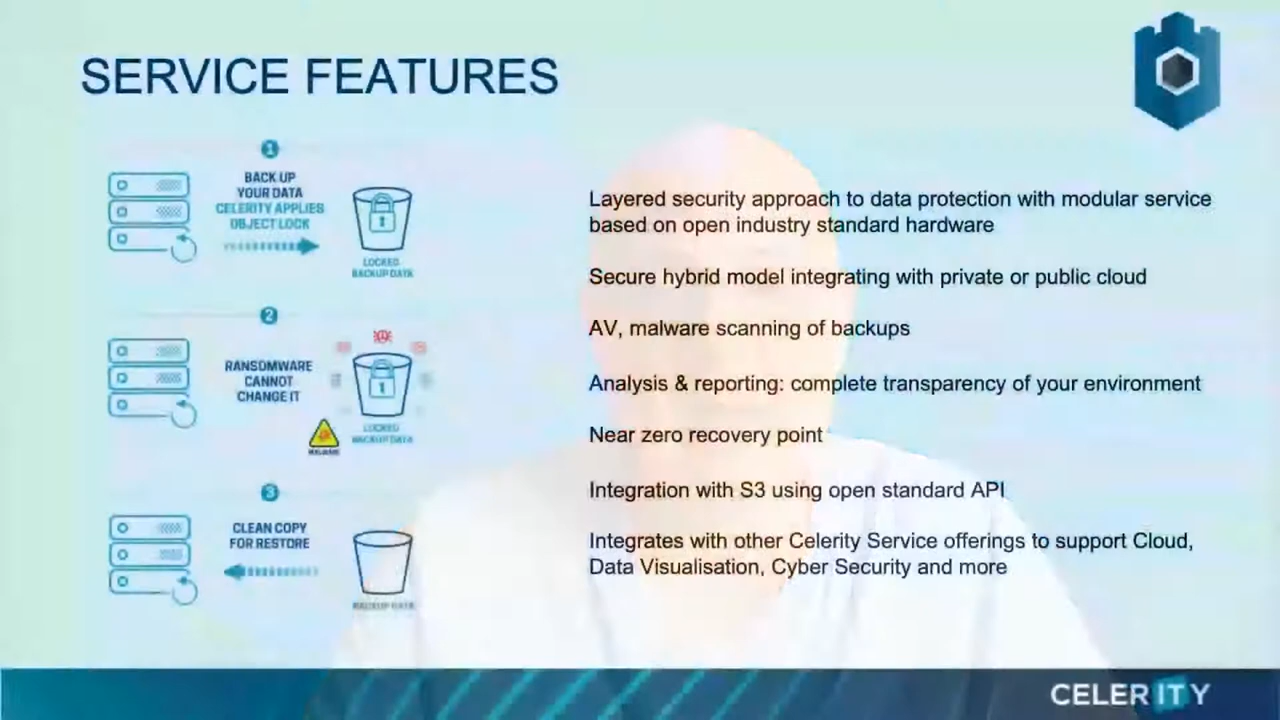 SERVICE FEATURES
1
BACK UP
YOUR DATA
CELERITY APPLIES
OBJECT LOCK
LOCKED
BACKUP DATA
2
RANSOMWARE
CANNOT
CHANGE IT
MALWARE
LOCKED
BACKUP DATA
3
CLEAN COPY
FOR RESTORE
BACKUP DATA
Layered security approach to data protection with modular service
based on open industry standard hardware
Secure hybrid model integrating with private or public cloud
AV, malware scanning of backups
Analysis & reporting: complete transparency of your environment
Near zero recovery point
Integration with S3 using open standard API
Integrates with other Celerity Service offerings to support Cloud,
Data Visualisation, Cyber Security and more
CELERITY